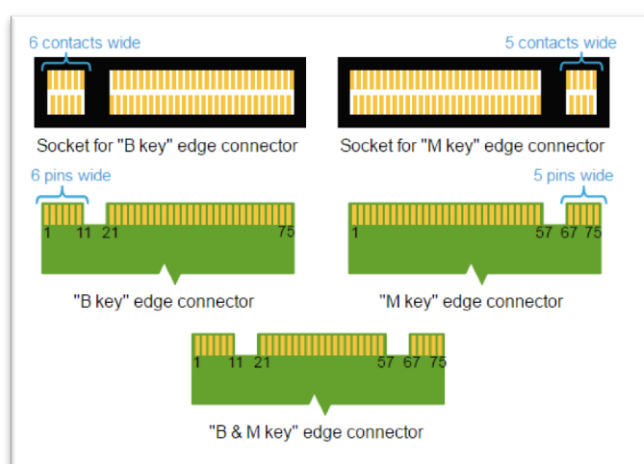 6 contacts wide
5 contacts wide
Socket for "B key" edge connector
Socket for "M key" edge connector
6 pins wide
5 pins wide
1 11 21 75
1 57 67 75
"B key" edge connector
"M key" edge connector
1 11 21 57 67 75
"B & M key" edge connector